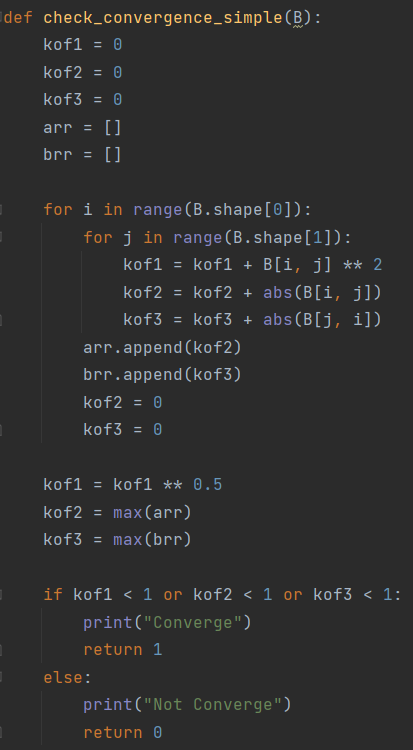 def check_convergence_simple(B):
    kof1 = 0
    kof2 = 0
    kof3 = 0
    arr = []
    brr = []

    for i in range(B.shape[0]):
        for j in range(B.shape[1]):
            kof1 = kof1 + B[i, j] ** 2
            kof2 = kof2 + abs(B[i, j])
            kof3 = kof3 + abs(B[j, i])
        arr.append(kof2)
        brr.append(kof3)
        kof2 = 0
        kof3 = 0

    kof1 = kof1 ** 0.5
    kof2 = max(arr)
    kof3 = max(brr)

    if kof1 < 1 or kof2 < 1 or kof3 < 1:
        print("Converge")
        return 1
    else:
        print("Not Converge")
        return 0